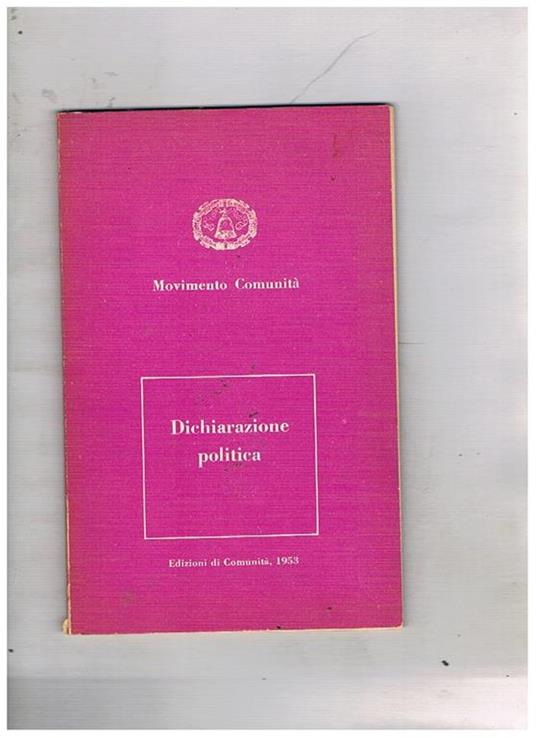 Movimento Comunità
Dichiarazione
politica
Edizioni di Comunità, 1953